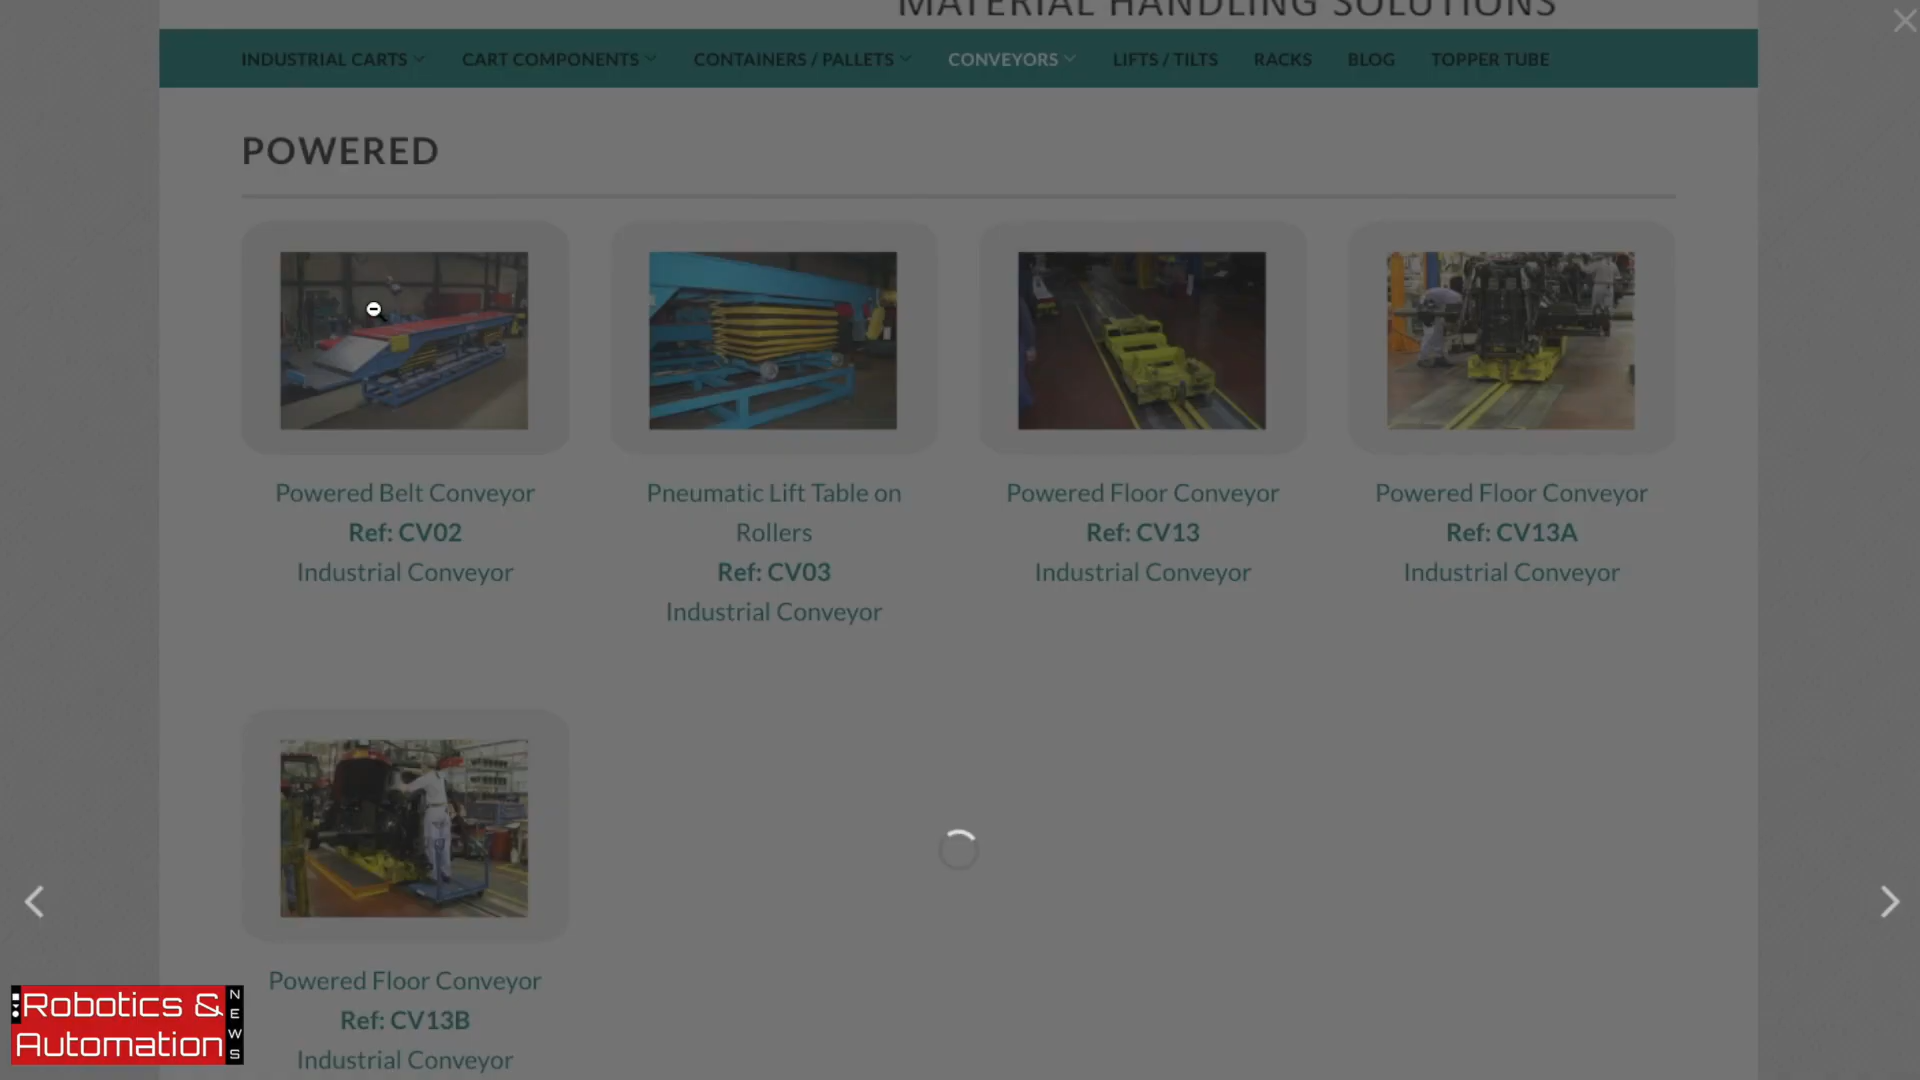 MATERIAL HANDLING SOLUTIONS
INDUSTRIAL CARTS CART COMPONENTS CONTAINERS / PALLETS CONVEYORS LIFTS / TILTS RACKS BLOG TOPPER TUBE
POWERED
Powered Belt Conveyor
Ref: CV02
Industrial Conveyor
Pneumatic Lift Table on
Rollers
Ref: CV03
Industrial Conveyor
Powered Floor Conveyor
Ref: CV13
Industrial Conveyor
Powered Floor Conveyor
Ref: CV13A
Industrial Conveyor
Powered Floor Conveyor
Ref: CV13B
Industrial Conveyor
Robotics &
Automation
NEWS